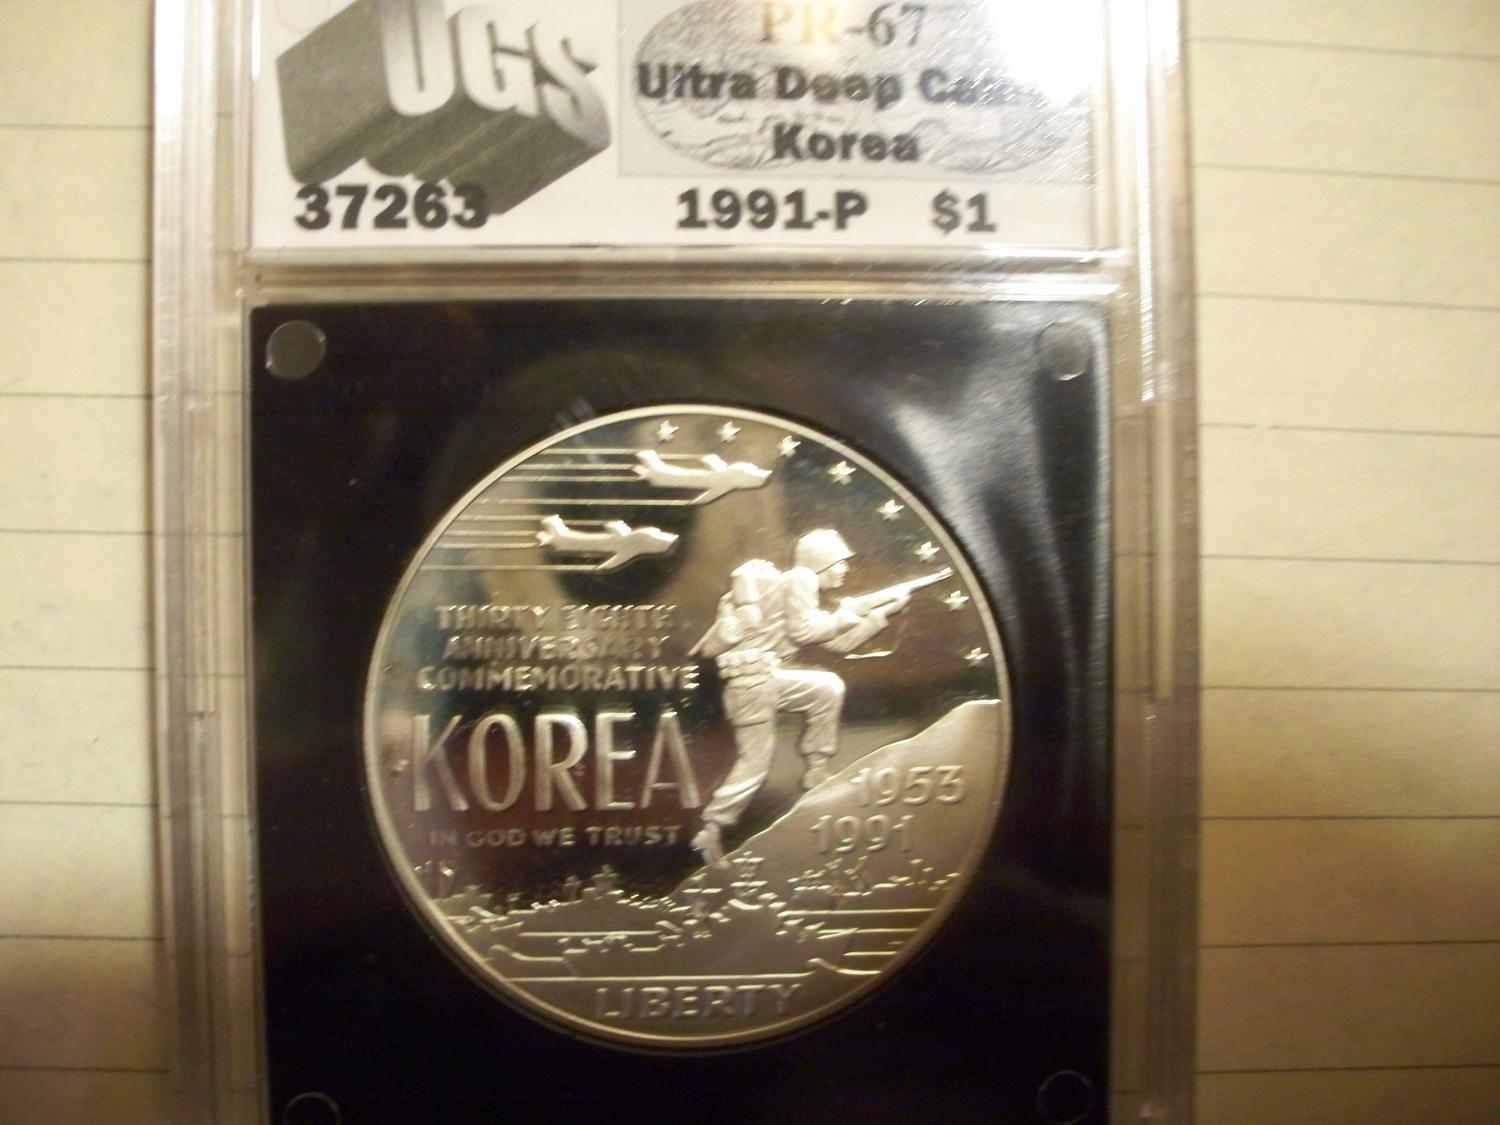 UGS
PR-67
Ultra Deep
Korea
37263
1991-P $1
THIRTY EIGHTH
ANNIVERSARY
COMMEMORATIVE
KOREA
IN GOD WE TRUST
1953
1991
LIBERTY